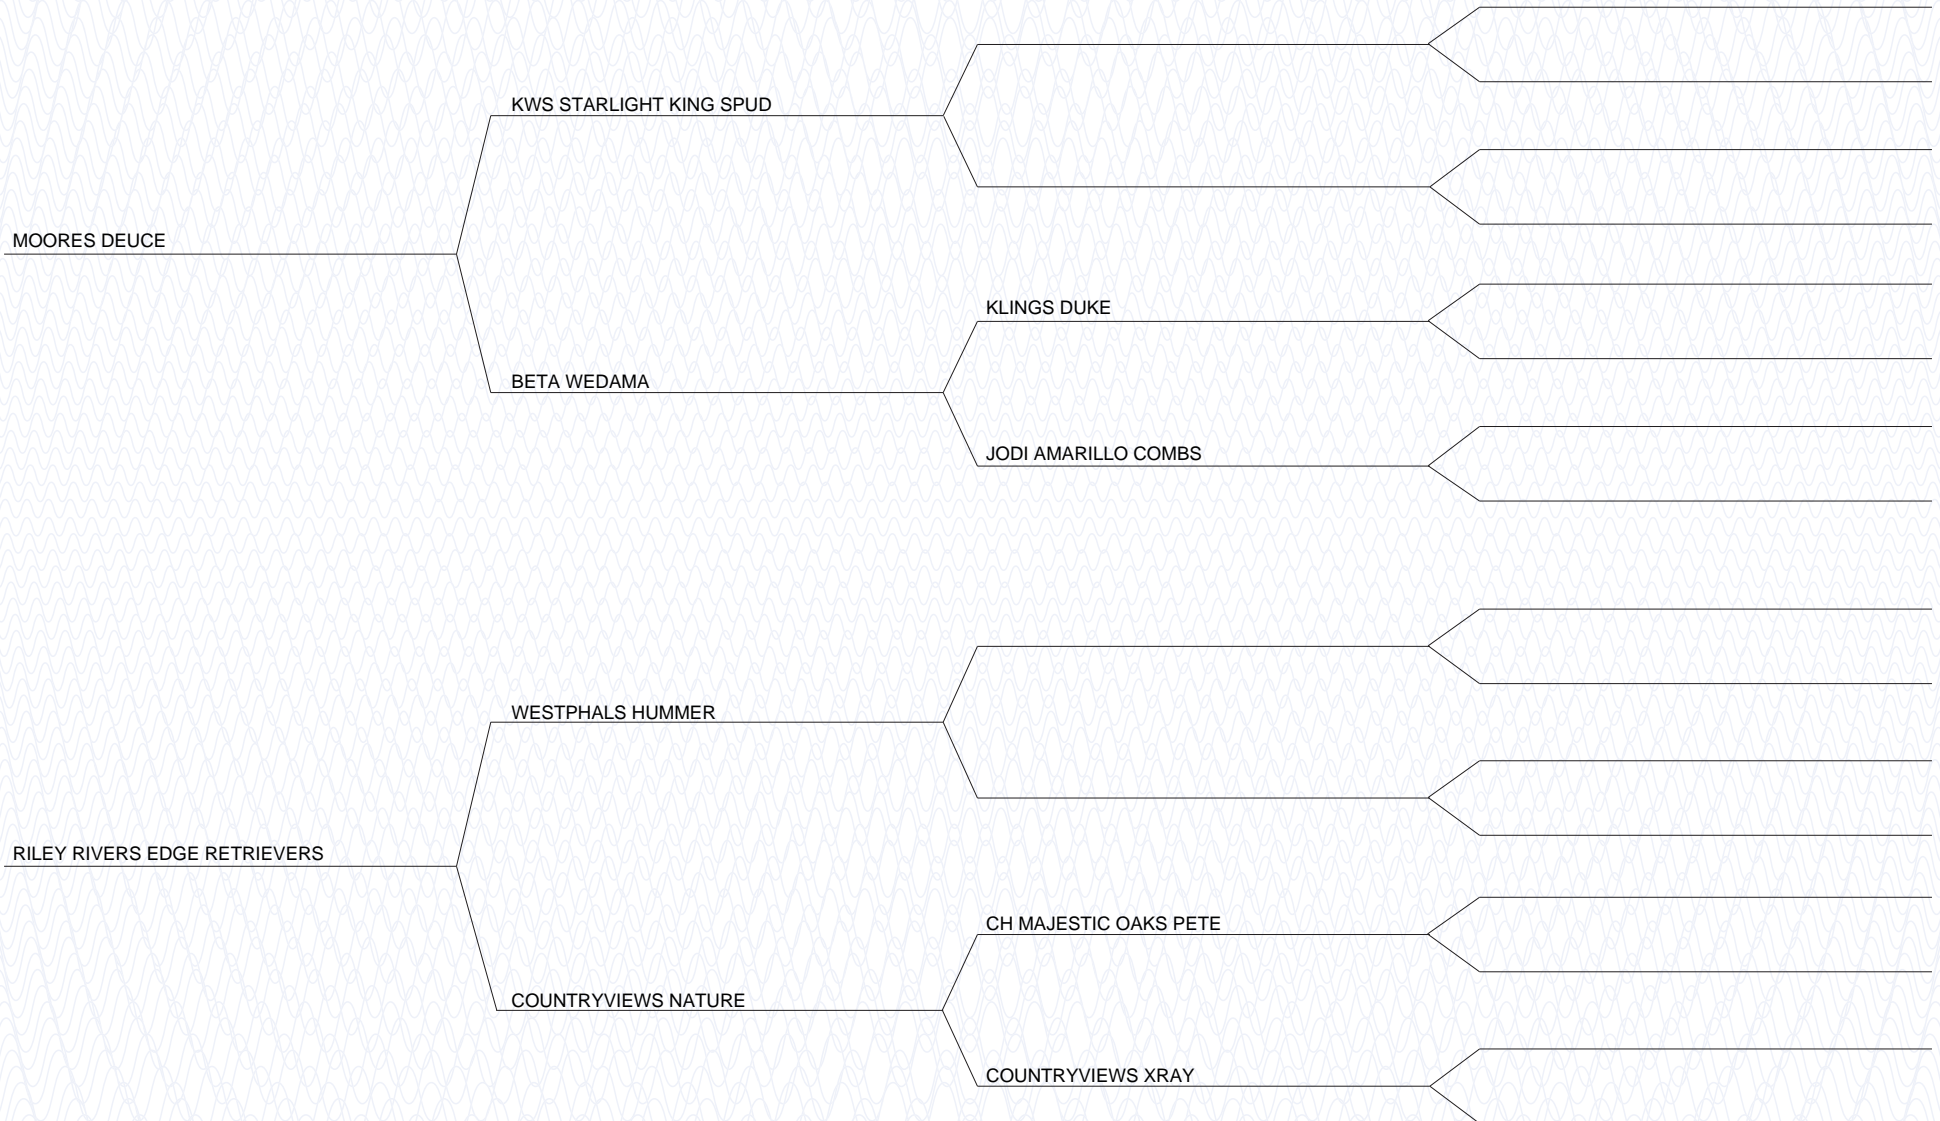 KWS STARLIGHT KING SPUD
MOORES DEUCE
KLINGS DUKE
BETA WEDAMA
JODI AMARILLO COMBS
WESTPHALS HUMMER
RILEY RIVERS EDGE RETRIEVERS
CH MAJESTIC OAKS PETE
COUNTRYVIEWS NATURE
COUNTRYVIEWS XRAY